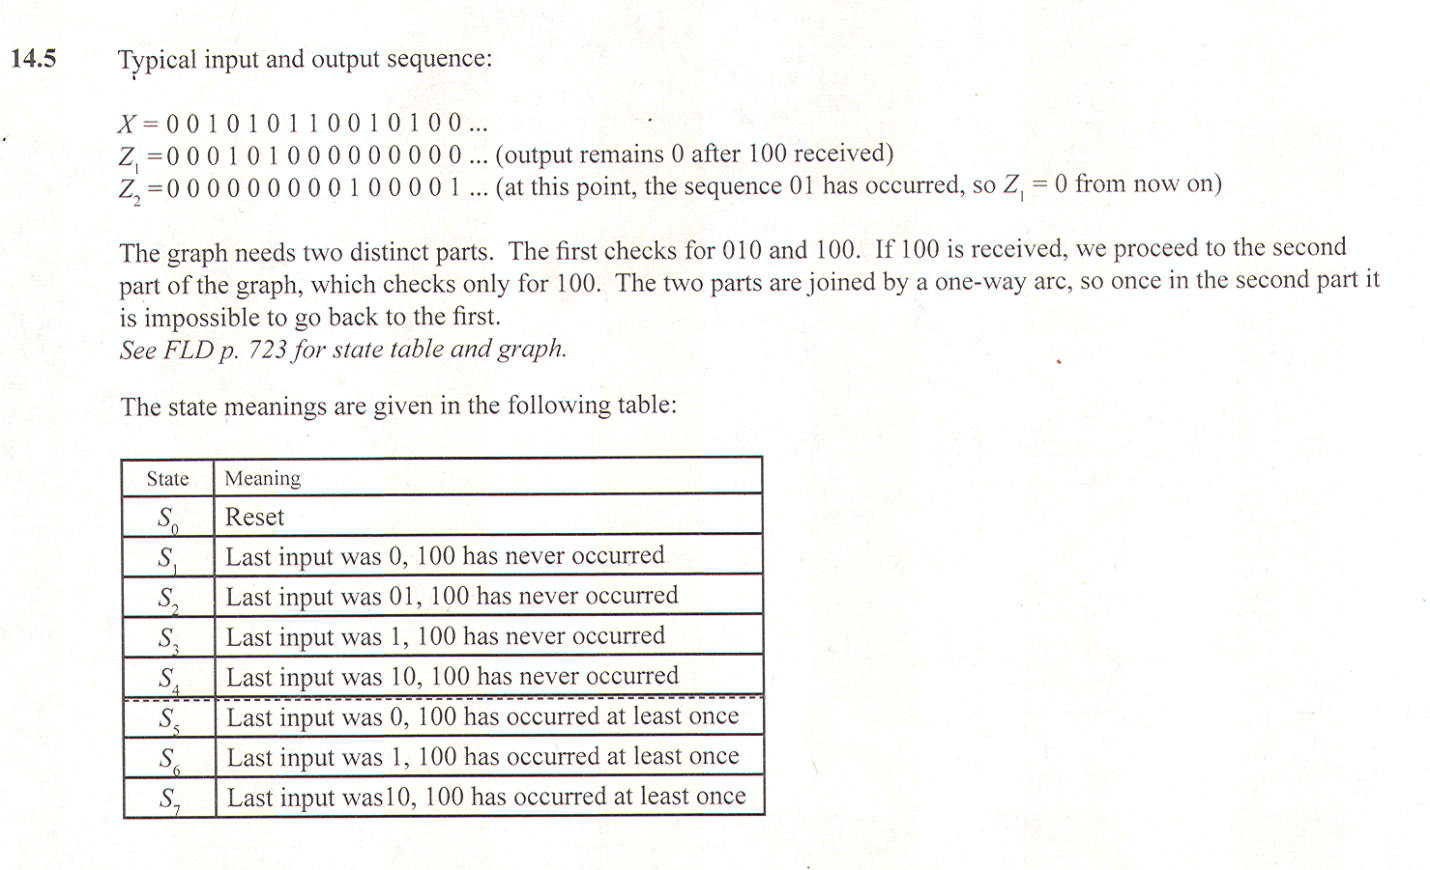 14.5 Typical input and output sequence:
X = 0 0 1 0 1 0 1 1 0 0 1 0 1 0 0 ...
Z1 =0 0 0 1 0 1 0 0 0 0 0 0 0 0 0 ... (output remains 0 after 100 received)
Z2 =0 0 0 0 0 0 0 0 0 1 0 0 0 0 1 ... (at this point, the sequence 01 has occurred, so Z1 = 0 from now on)
The graph needs two distinct parts. The first checks for 010 and 100. If 100 is received, we proceed to the second
part of the graph, which checks only for 100. The two parts are joined by a one-way arc, so once in the second part it
is impossible to go back to the first.
See FLD p. 723 for state table and graph.
The state meanings are given in the following table:
State Meaning
S0 Reset
S1 Last input was 0, 100 has never occurred
S2 Last input was 01, 100 has never occurred
S3 Last input was 1, 100 has never occurred
S4 Last input was 10, 100 has never occurred
S5 Last input was 0, 100 has occurred at least once
S6 Last input was 1, 100 has occurred at least once
S7 Last input was10, 100 has occurred at least once